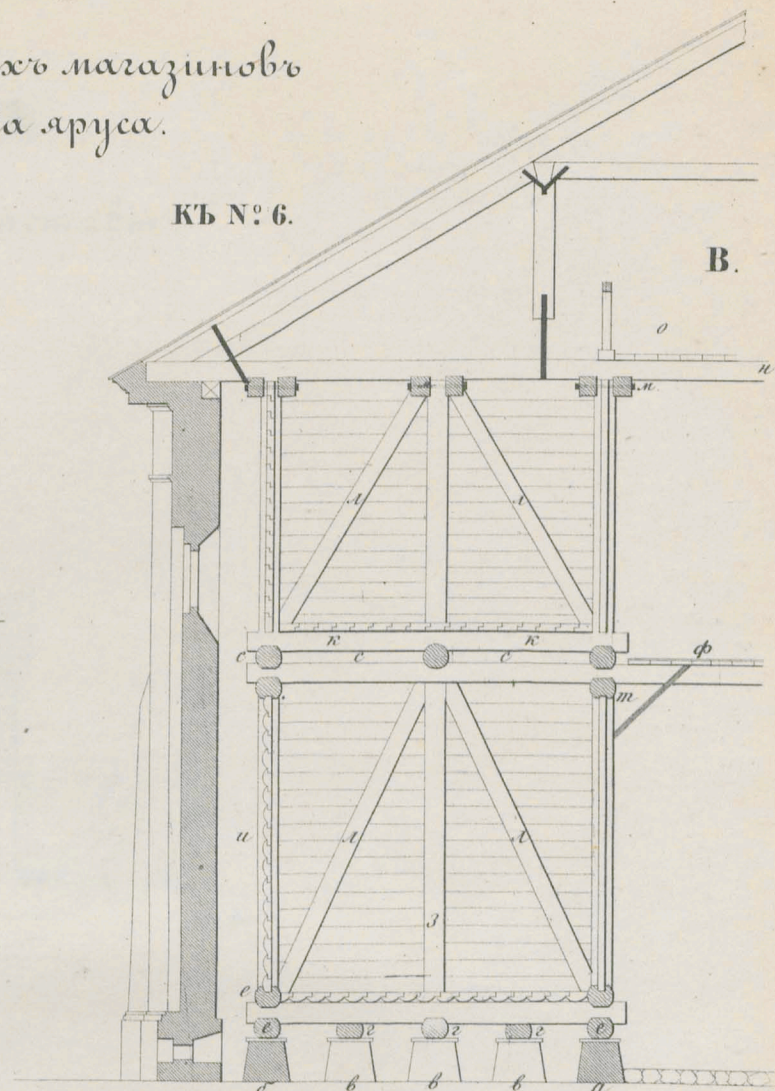 хъ магазиновъ
а яруса.
КЪ №: 6.
В.
о
н
м
л л
к к
с с с
ф
т
и
л л
з
е
е г г г е
б в в в